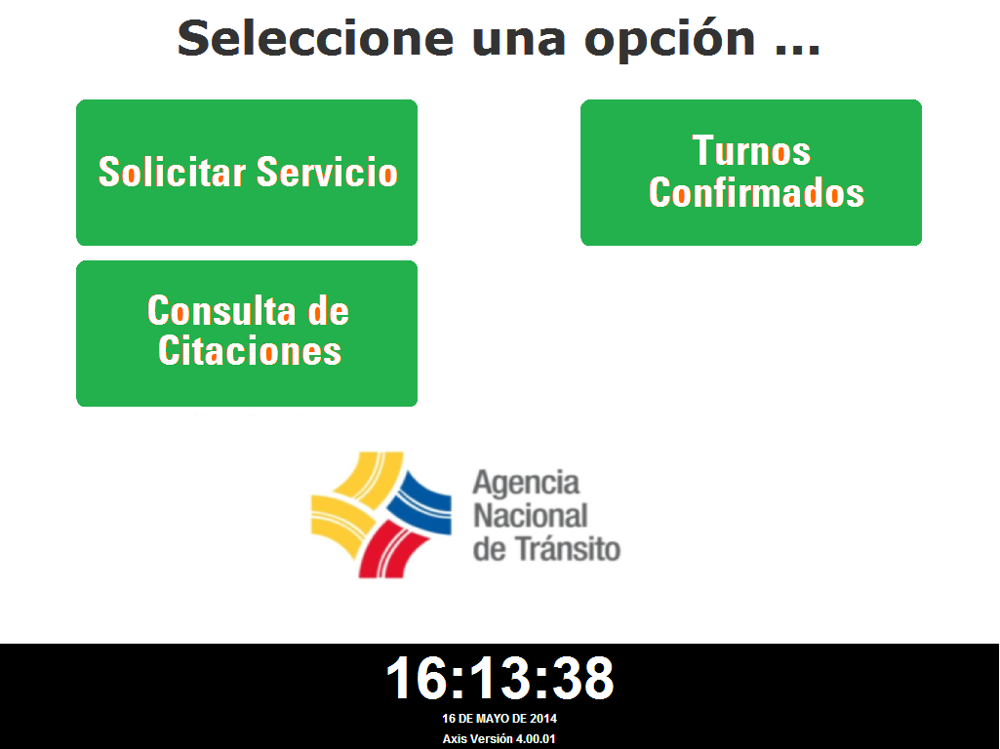 Seleccione una opción ...
Solicitar Servicio
Turnos
Confirmados
Consulta de
Citaciones
Agencia
Nacional
de Tránsito
16:13:38
16 DE MAYO DE 2014
Axis Versión 4.00.01